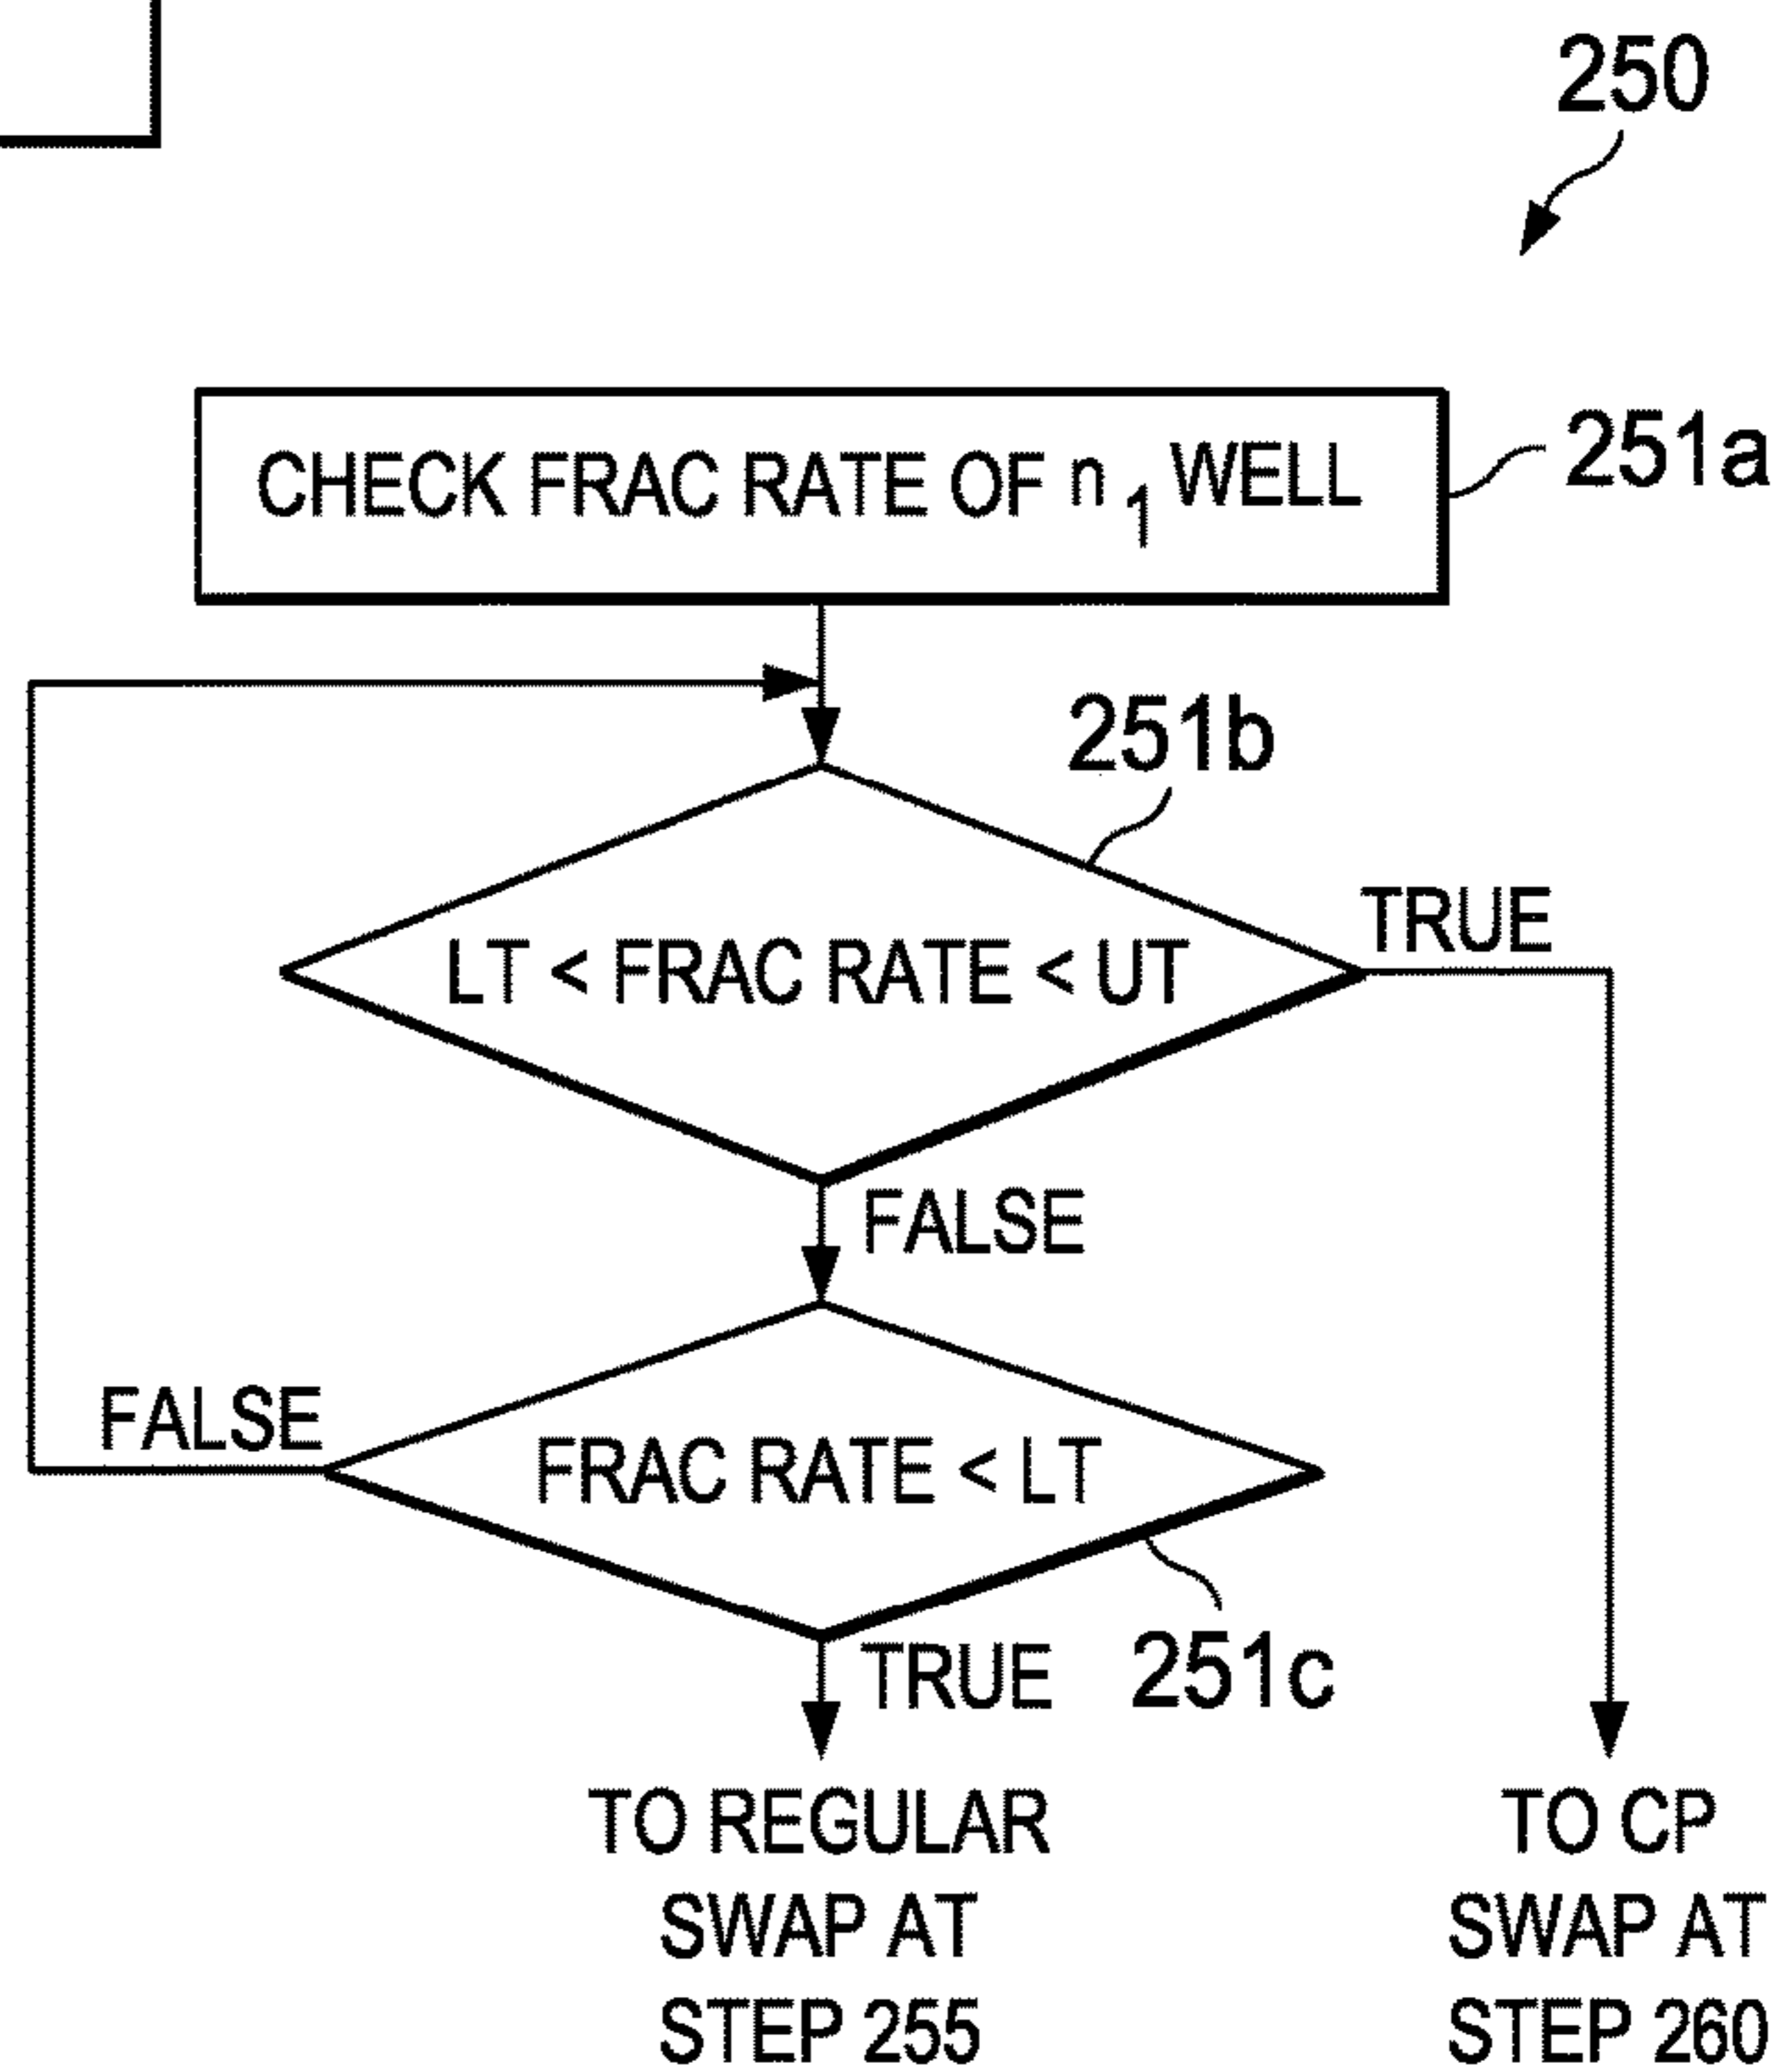 250
CHECK FRAC RATE OF n1 WELL
251a
251b
LT < FRAC RATE < UT
TRUE
FALSE
FALSE
FRAC RATE < LT
TRUE
251c
TO REGULAR
SWAP AT
STEP 255
TO CP
SWAP AT
STEP 260